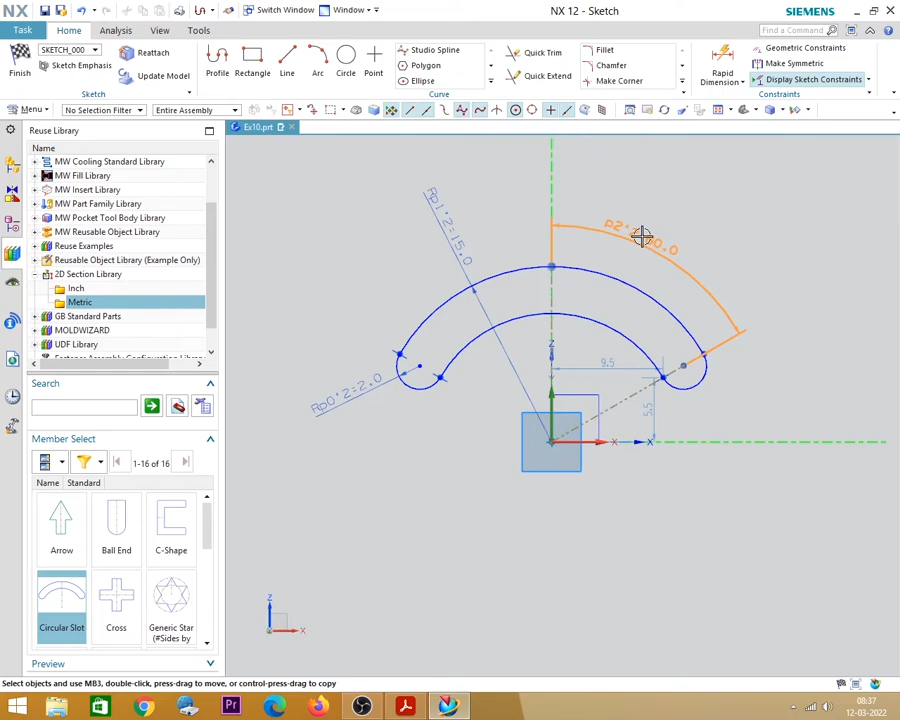 NX
Switch Window
Window
NX 12 - Sketch
SIEMENS
Task
Home
Analysis
View
Tools
Find a Command
Finish
SKETCH_000
Sketch Emphasis
Reattach
Update Model
Sketch
Profile
Rectangle
Line
Arc
Circle
Point
Studio Spline
Polygon
Ellipse
Quick Trim
Quick Extend
Fillet
Chamfer
Make Corner
Curve
Rapid
Dimension
Geometric Constraints
Make Symmetric
Display Sketch Constraints
Constraints
Menu
No Selection Filter
Entire Assembly
Reuse Library
Ex10.prt
Name
MW Cooling Standard Library
MW Fill Library
MW Insert Library
MW Part Family Library
MW Pocket Tool Body Library
MW Reusable Object Library
Reuse Examples
Reusable Object Library (Example Only)
2D Section Library
Inch
Metric
GB Standard Parts
MOLDWIZARD
UDF Library
Search
Member Select
1-16 of 16
Name
Standard
Arrow
Ball End
C-Shape
Circular Slot
Cross
Generic Star
(#Sides by
Preview
Rp1'2=15.0
Rp0'2=2.0
9.5
5.5
Z
X
X
Z
X
Select objects and use MB3, double-click, press-drag to move, or control-press-drag to copy
Pr
08:37
12-03-2022